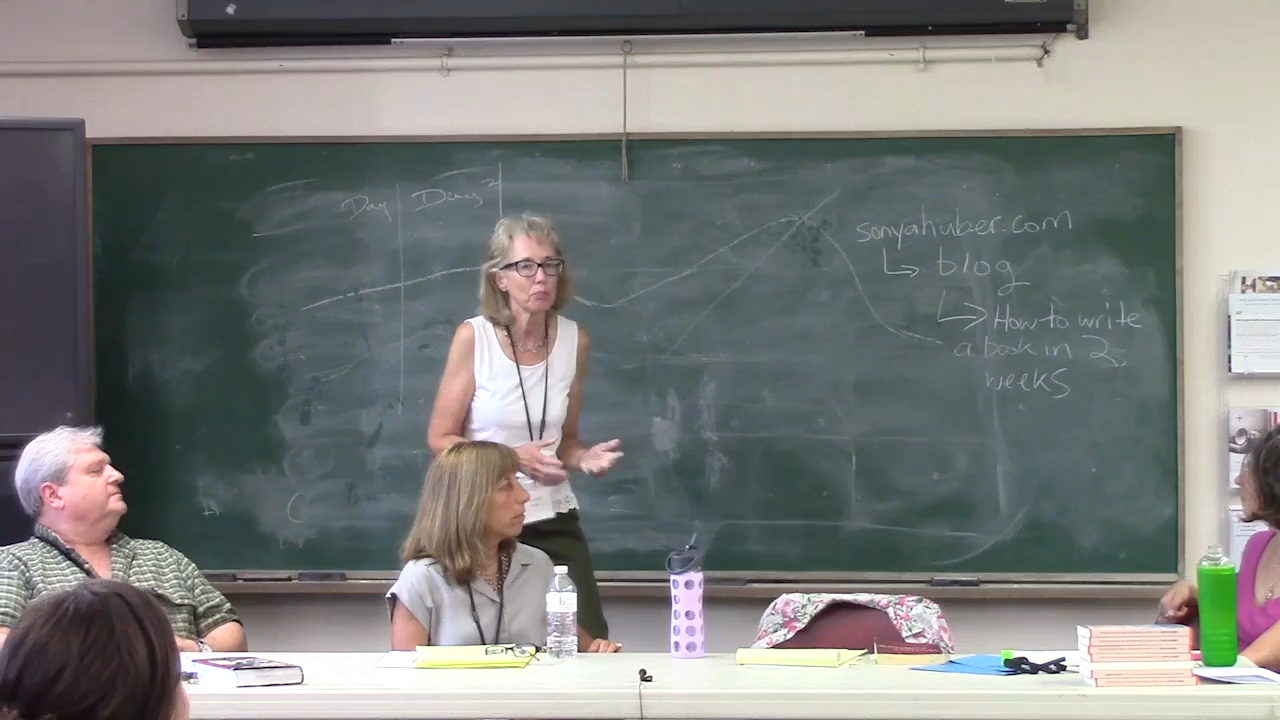 Day Day 2
sonyahuber.com
↳ blog
↳ How to write
a book in 2
weeks